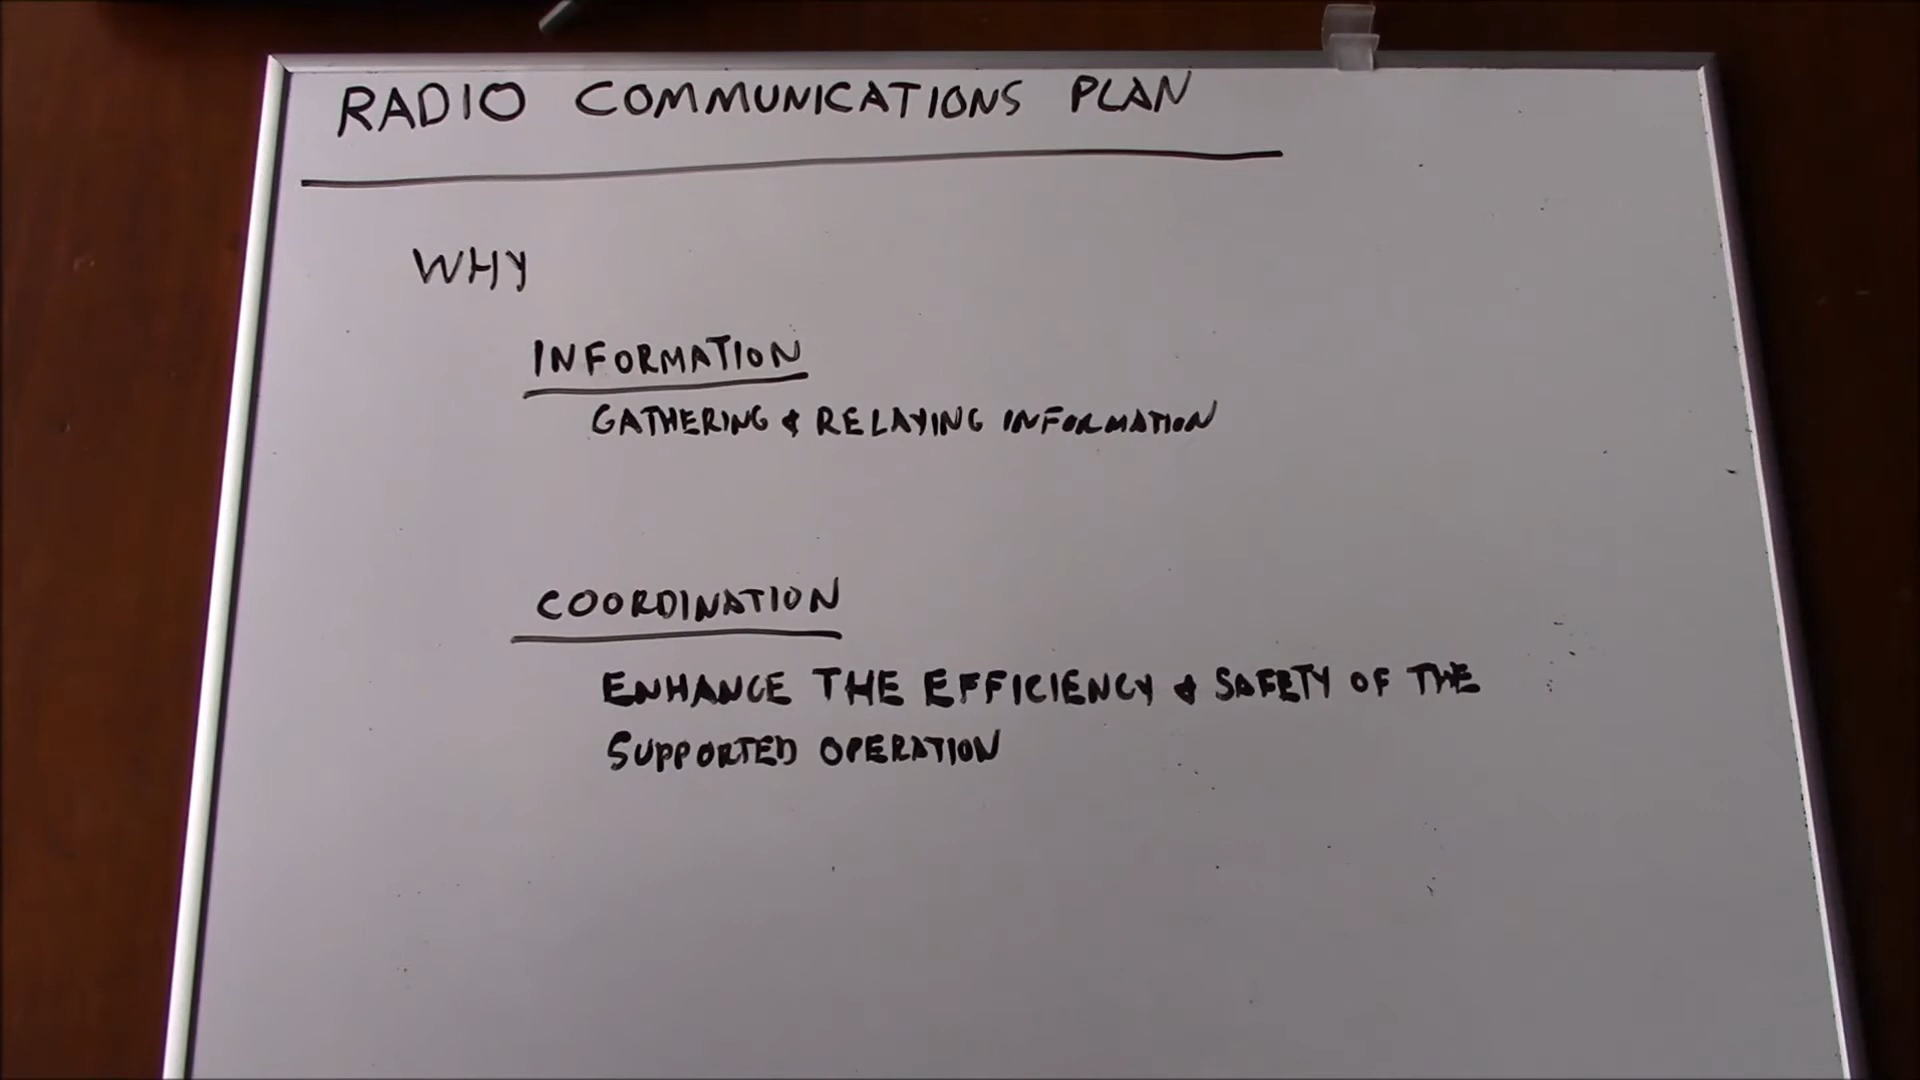 RADIO COMMUNICATIONS PLAN
WHY
INFORMATION
GATHERING & RELAYING INFORMATION
COORDINATION
ENHANCE THE EFFICIENCY & SAFETY OF THE
SUPPORTED OPERATION